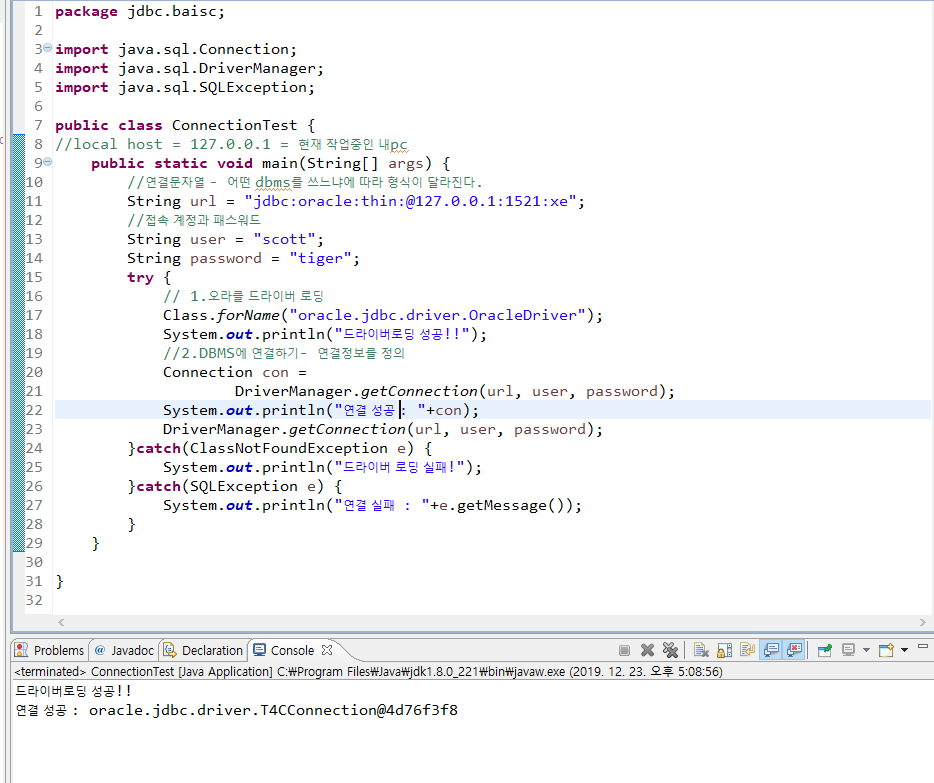 1 package jdbc.baisc;
2
3 import java.sql.Connection;
4 import java.sql.DriverManager;
5 import java.sql.SQLException;
6
7 public class ConnectionTest {
8 //local host = 127.0.0.1 = 현재 작업중인 내pc
9 public static void main(String[] args) {
10 //연결문자열 - 어떤 dbms를 쓰느냐에 따라 형식이 달라진다.
11 String url = "jdbc:oracle:thin:@127.0.0.1:1521:xe";
12 //접속 계정과 패스워드
13 String user = "scott";
14 String password = "tiger";
15 try {
16 // 1.오라클 드라이버 로딩
17 Class.forName("oracle.jdbc.driver.OracleDriver");
18 System.out.println("드라이버로딩 성공!!");
19 //2.DBMS에 연결하기- 연결정보를 정의
20 Connection con =
21 DriverManager.getConnection(url, user, password);
22 System.out.println("연결 성공 : "+con);
23 DriverManager.getConnection(url, user, password);
24 }catch(ClassNotFoundException e) {
25 System.out.println("드라이버 로딩 실패!");
26 }catch(SQLException e) {
27 System.out.println("연결 실패 : "+e.getMessage());
28 }
29 }
30
31 }
32
Problems @ Javadoc Declaration Console
<terminated> ConnectionTest [Java Application] C:₩Program Files₩Java₩jdk1.8.0_221₩bin₩javaw.exe (2019. 12. 23. 오후 5:08:56)
드라이버로딩 성공!!
연결 성공 : oracle.jdbc.driver.T4CConnection@4d76f3f8